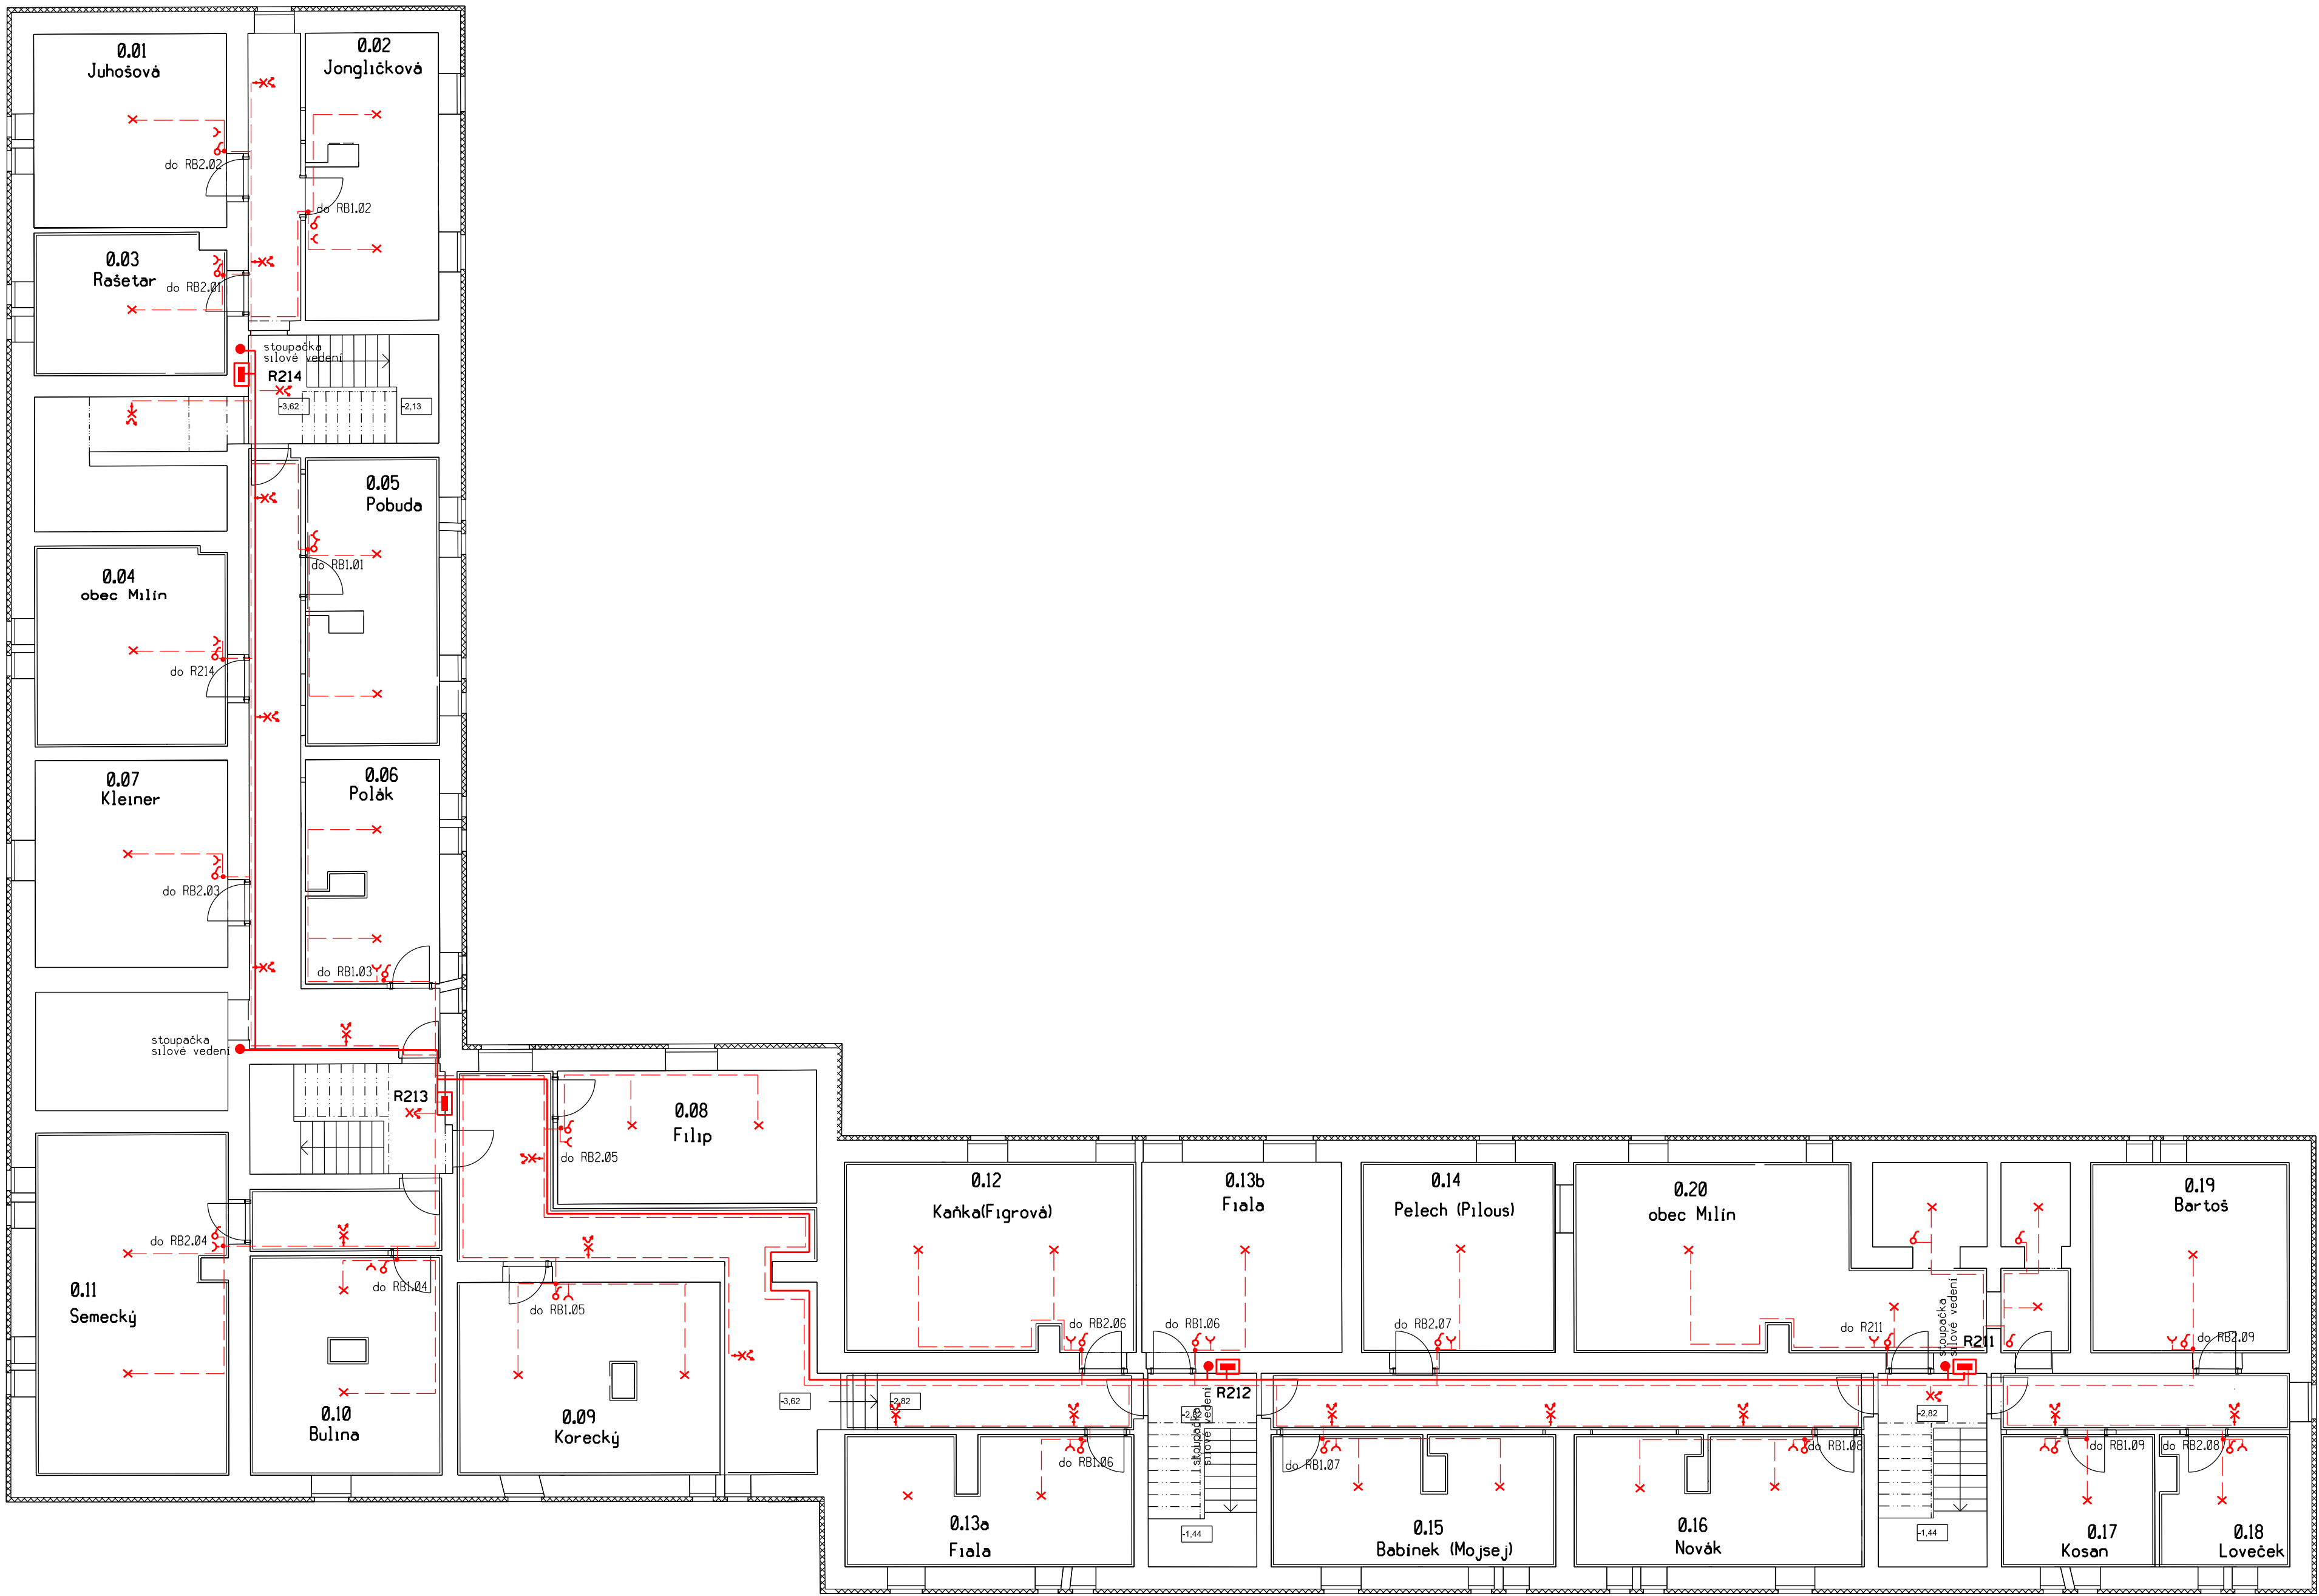 0.01
Juhošová
0.02
Jongličková
do RB2.02
do RB1.02
0.03
Rašetar
do RB2.01
stoupačka
silové vedení
R214
-3,62
-2,13
0.05
Pobuda
do RB1.01
0.04
obec Milín
do R214
0.07
Kleiner
do RB2.03
0.06
Polák
do RB1.03
stoupačka
silové vedení
R213
0.08
Filip
do RB2.05
do RB2.04
0.11
Semecký
do RB1.04
0.10
Bulina
do RB1.05
0.09
Korecký
-3,62
-2,82
0.12
Kaňka(Figrová)
do RB2.06
0.13b
Fiala
do RB1.06
R212
stoupačka
silové vedení
-2,82
-1,44
0.14
Pelech (Pilous)
do RB2.07
0.20
obec Milín
do R211
stoupačka
silové vedení
R211
-2,82
-1,44
0.19
Bartoš
do RB2.09
do RB1.06
0.13a
Fiala
do RB1.07
0.15
Babínek (Mojsej)
do RB1.08
0.16
Novák
do RB1.09
0.17
Kosan
do RB2.08
0.18
Loveček